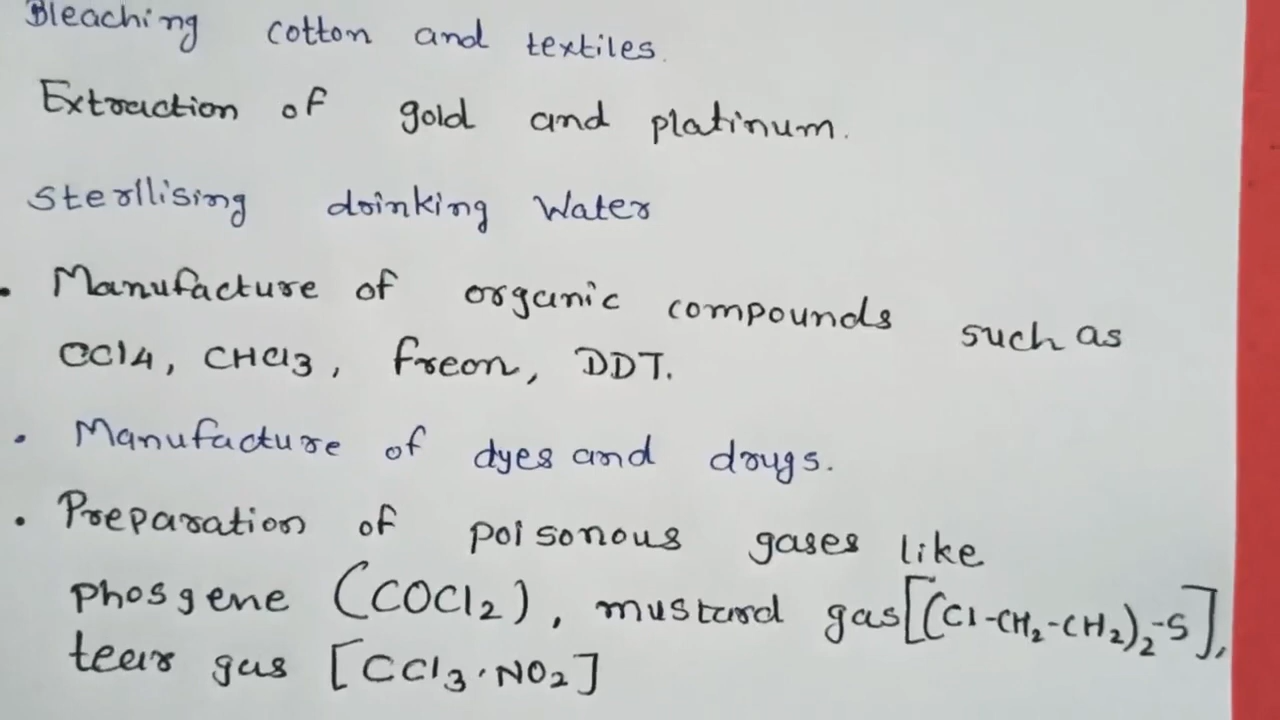 Bleaching cotton and textiles.
Extraction of gold and platinum.
Sterllising drinking Water
• Manufacture of organic compounds such as
CCl4, CHCl3, freon, DDT.
• Manufacture of dyes and drugs.
• Preparation of poisonous gases like
phosgene (COCl2), mustard gas[(Cl-CH2-CH2)2-S],
tear gas [CCl3·NO2]